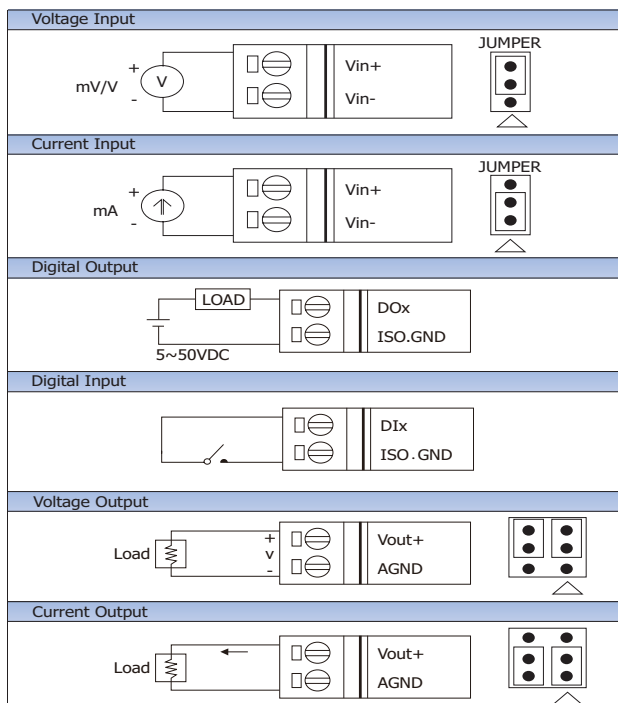 Voltage Input
JUMPER
+
mV/V
V
-
Vin+
Vin-
Current Input
JUMPER
+
mA
-
Vin+
Vin-
Digital Output
LOAD
5~50VDC
DOx
ISO.GND
Digital Input
DIx
ISO.GND
Voltage Output
Load
+
v
-
Vout+
AGND
Current Output
Load
Vout+
AGND